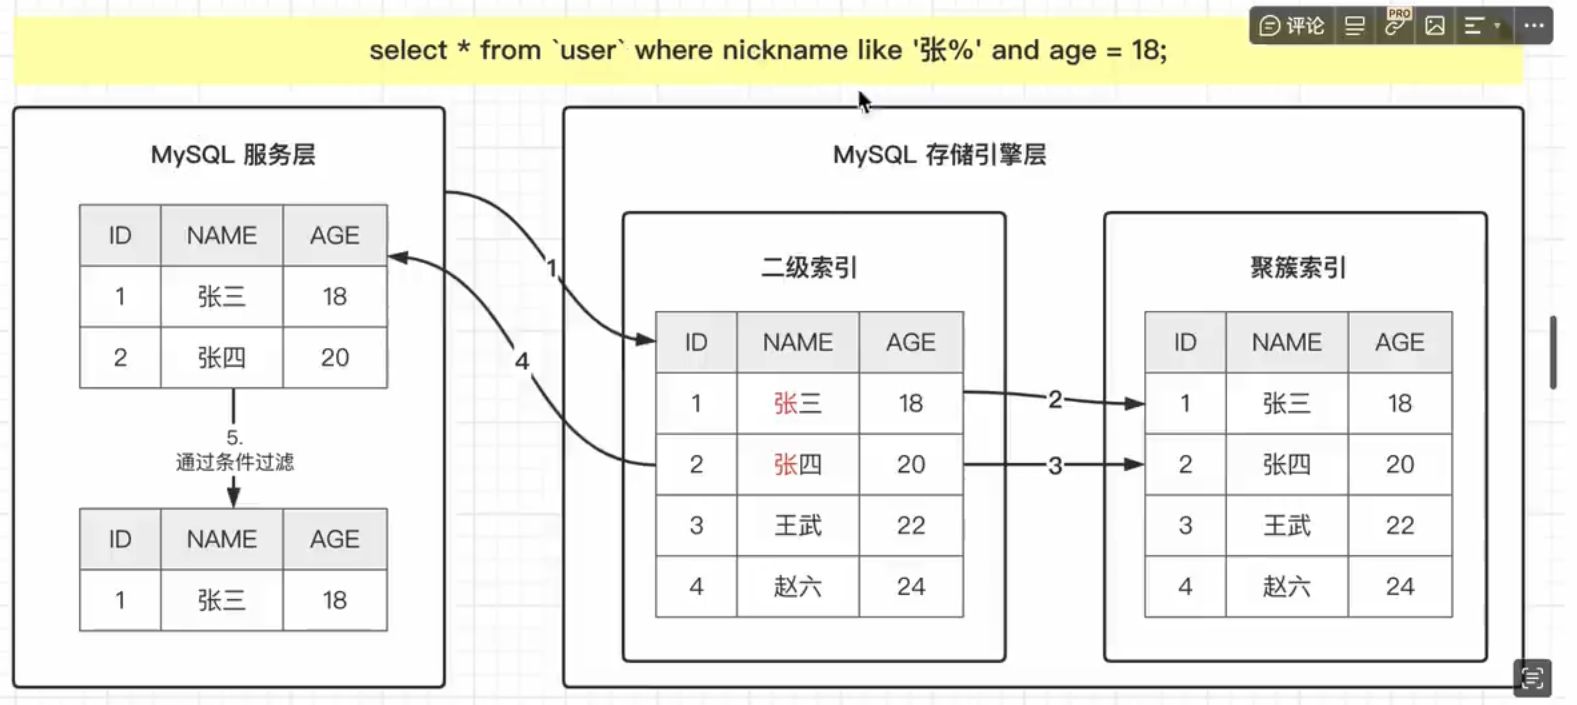 评论
PRO
select * from `user` where nickname like '张%' and age = 18;
MySQL 服务层
ID NAME AGE
1 张三 18
2 张四 20
5.
通过条件过滤
ID NAME AGE
1 张三 18
1
4
MySQL 存储引擎层
二级索引
ID NAME AGE
1 张三 18
2 张四 20
3 王武 22
4 赵六 24
2
3
聚簇索引
ID NAME AGE
1 张三 18
2 张四 20
3 王武 22
4 赵六 24